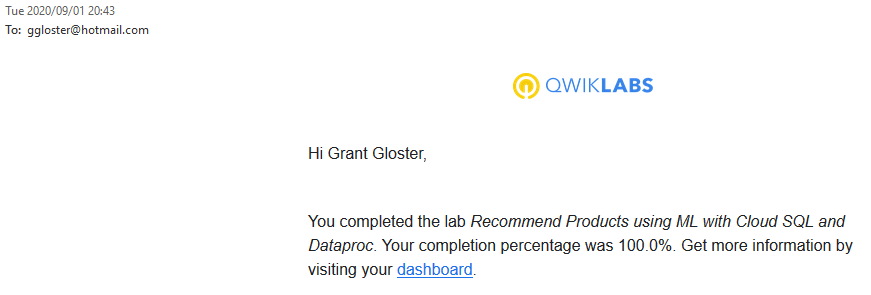 Tue 2020/09/01 20:43
To: ggloster@hotmail.com
QWIKLABS
Hi Grant Gloster,
You completed the lab Recommend Products using ML with Cloud SQL and
Dataproc. Your completion percentage was 100.0%. Get more information by
visiting your dashboard.